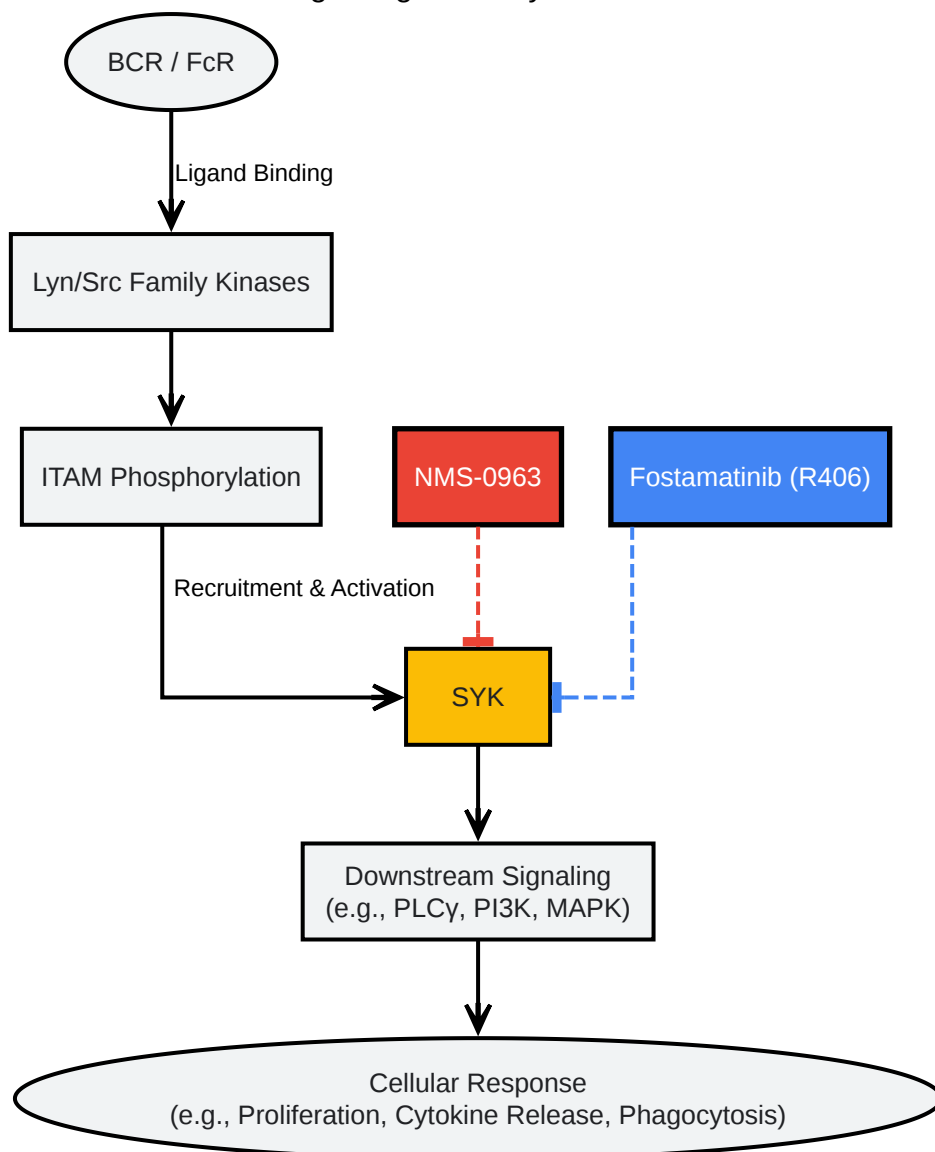 BCR / FcR
Ligand Binding
Lyn/Src Family Kinases
ITAM Phosphorylation
NMS-0963
Fostamatinib (R406)
Recruitment & Activation
SYK
Downstream Signaling
(e.g., PLCγ, PI3K, MAPK)
Cellular Response
(e.g., Proliferation, Cytokine Release, Phagocytosis)